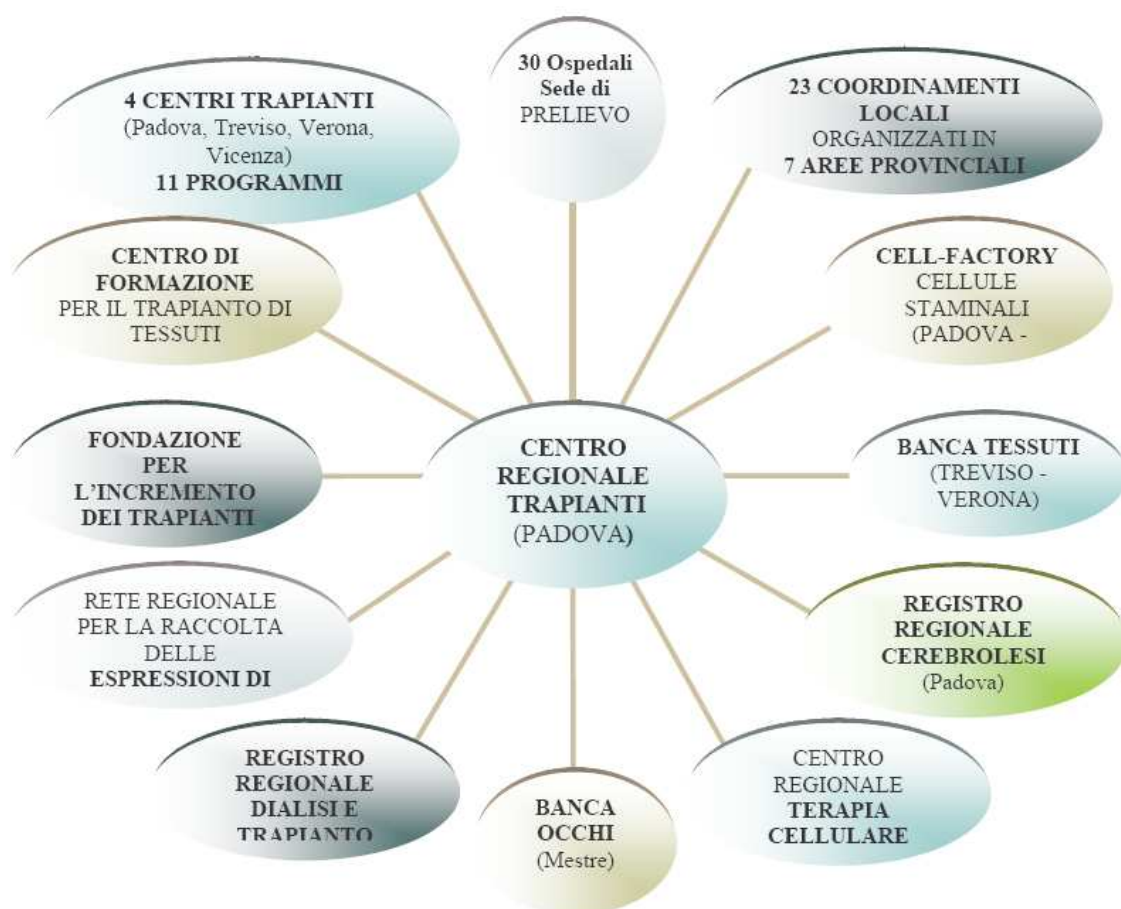 30 Ospedali
Sede di
PRELIEVO
4 CENTRI TRAPIANTI
(Padova, Treviso, Verona,
Vicenza)
11 PROGRAMMI
23 COORDINAMENTI
LOCALI
ORGANIZZATI IN
7 AREE PROVINCIALI
CENTRO DI
FORMAZIONE
PER IL TRAPIANTO DI
TESSUTI
CELL-FACTORY
CELLULE
STAMINALI
(PADOVA -
FONDAZIONE
PER
L'INCREMENTO
DEI TRAPIANTI
CENTRO
REGIONALE
TRAPIANTI
(PADOVA)
BANCA TESSUTI
(TREVISO -
VERONA)
RETE REGIONALE
PER LA RACCOLTA
DELLE
ESPRESSIONI DI
REGISTRO
REGIONALE
CEREBROLESI
(Padova)
REGISTRO
REGIONALE
DIALISI E
TRAPIANTO
BANCA
OCCHI
(Mestre)
CENTRO
REGIONALE
TERAPIA
CELLULARE